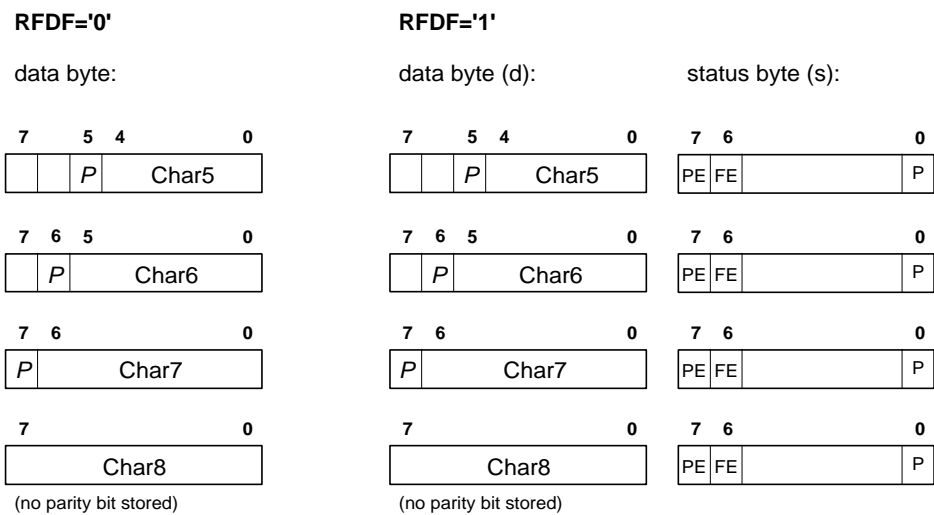 RFDF='0' RFDF='1'
data byte: data byte (d): status byte (s):
7 5 4 0 7 5 4 0 7 6 0
P Char5 P Char5 PE FE P
7 6 5 0 7 6 5 0 7 6 0
P Char6 P Char6 PE FE P
7 6 0 7 6 0 7 6 0
P Char7 P Char7 PE FE P
7 0 7 0 7 6 0
Char8 Char8 PE FE P
(no parity bit stored) (no parity bit stored)